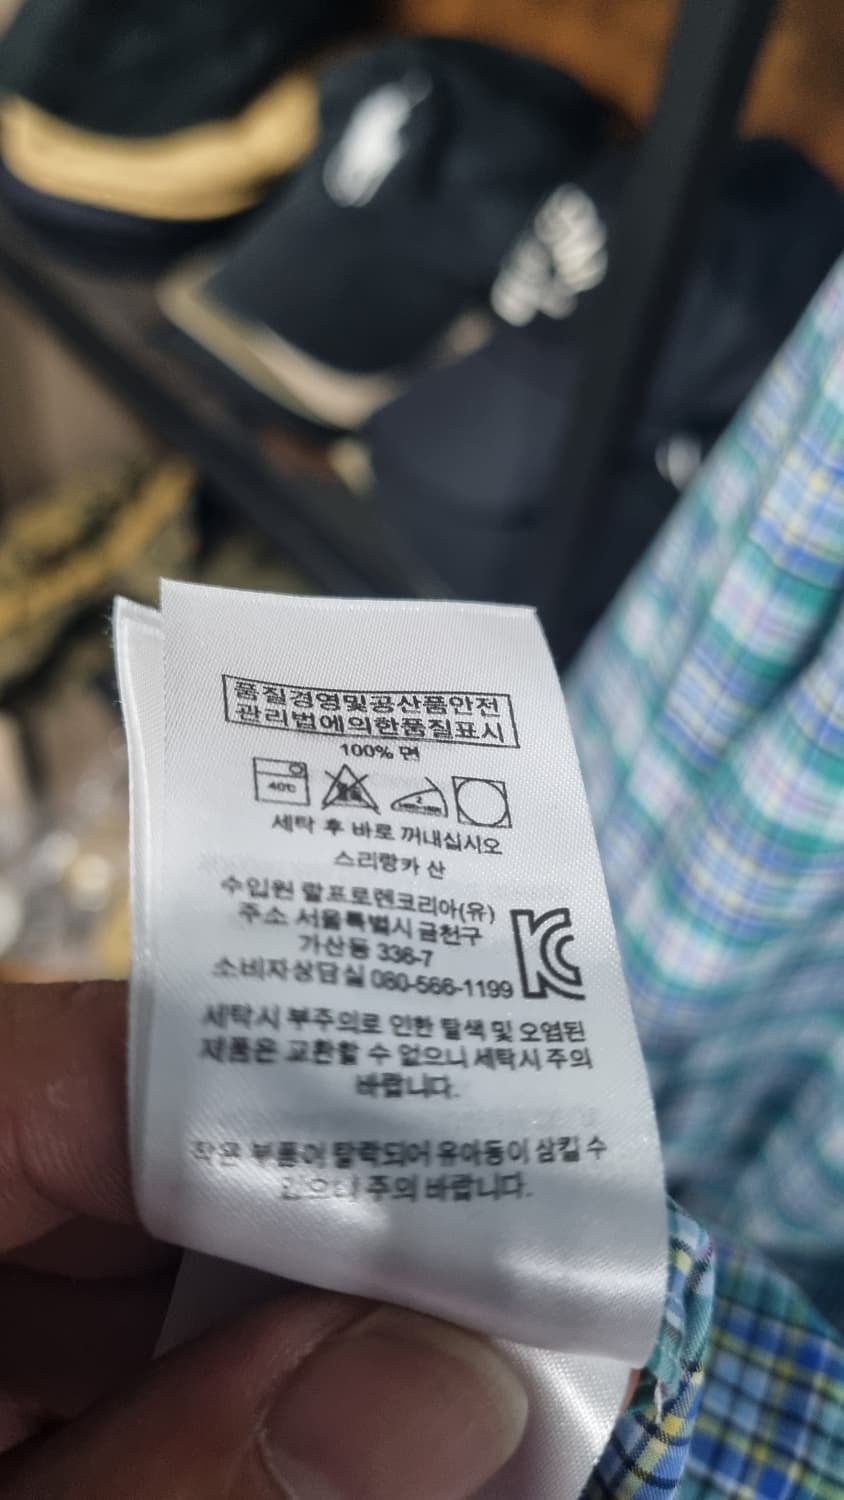 품질경영및공산품안전
관리법에의한품질표시
100% 면
40℃
2
세탁 후 바로 꺼내십시오
스리랑카 산
수입원 랄프로렌코리아(유)
주소 서울특별시 금천구
가산동 336-7
소비자상담실 080-566-1199
세탁시 부주의로 인한 탈색 및 오염된
제품은 교환할 수 없으니 세탁시 주의
바랍니다.
작은 부품이 탈락되어 유아등이 삼킬 수
있으니 주의 바랍니다.